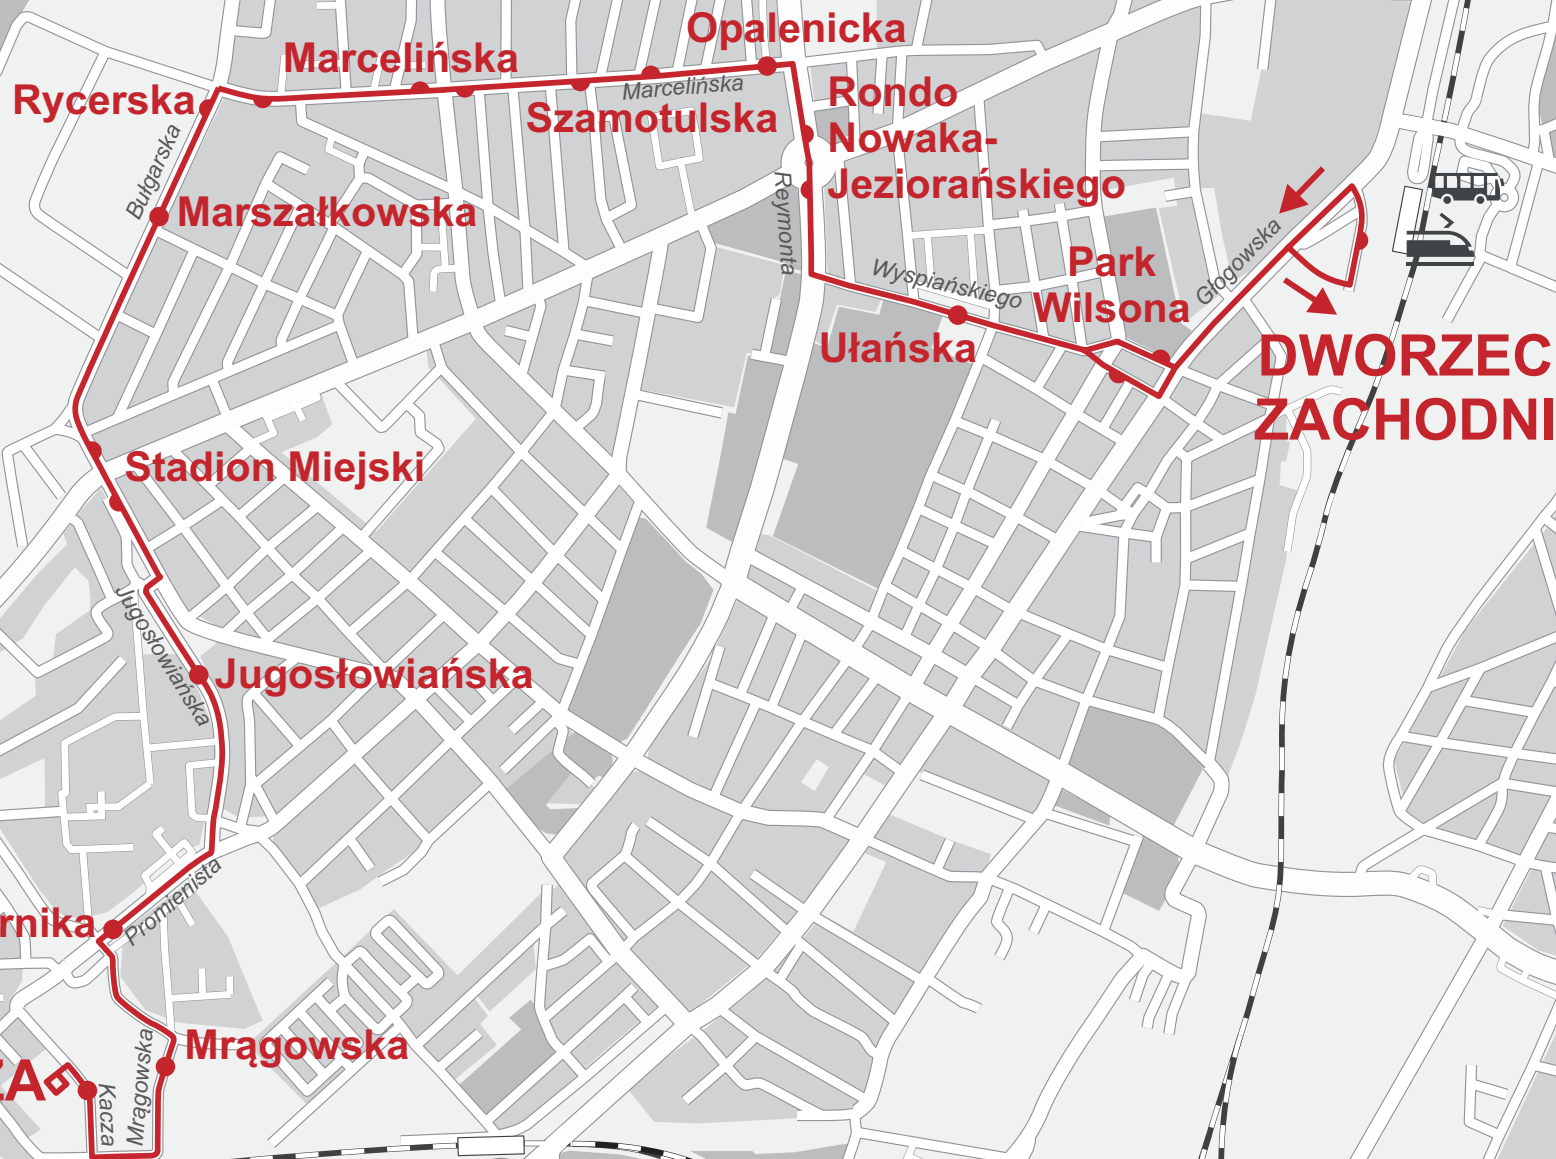 Opalenicka
Marcelińska
Rycerska
Marcelińska
Szamotulska
Rondo
Nowaka-
Jeziorańskiego
Bułgarska
Marszałkowska
Reymonta
Wyspiańskiego
Park
Wilsona
Głogowska
Ułańska
DWORZEC
ZACHODNI
Stadion Miejski
Jugosłowiańska
Jugosłowiańska
Promienista
rnika
Mrągowska
Mrągowska
Kacza
ZA